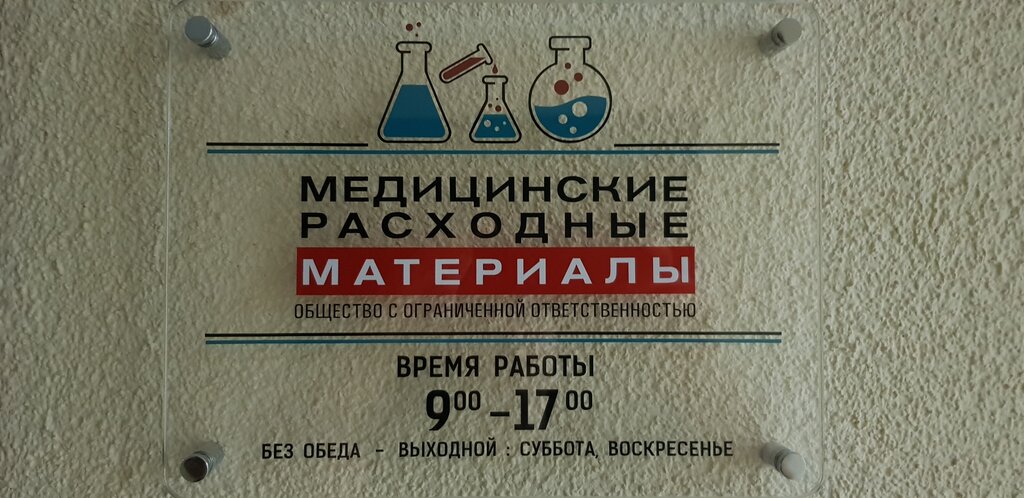 МЕДИЦИНСКИЕ
РАСХОДНЫЕ
МАТЕРИАЛЫ
ОБЩЕСТВО С ОГРАНИЧЕННОЙ ОТВЕТСТВЕННОСТЬЮ
ВРЕМЯ РАБОТЫ
9⁰⁰ –17⁰⁰
БЕЗ ОБЕДА – ВЫХОДНОЙ : СУББОТА, ВОСКРЕСЕНЬЕ